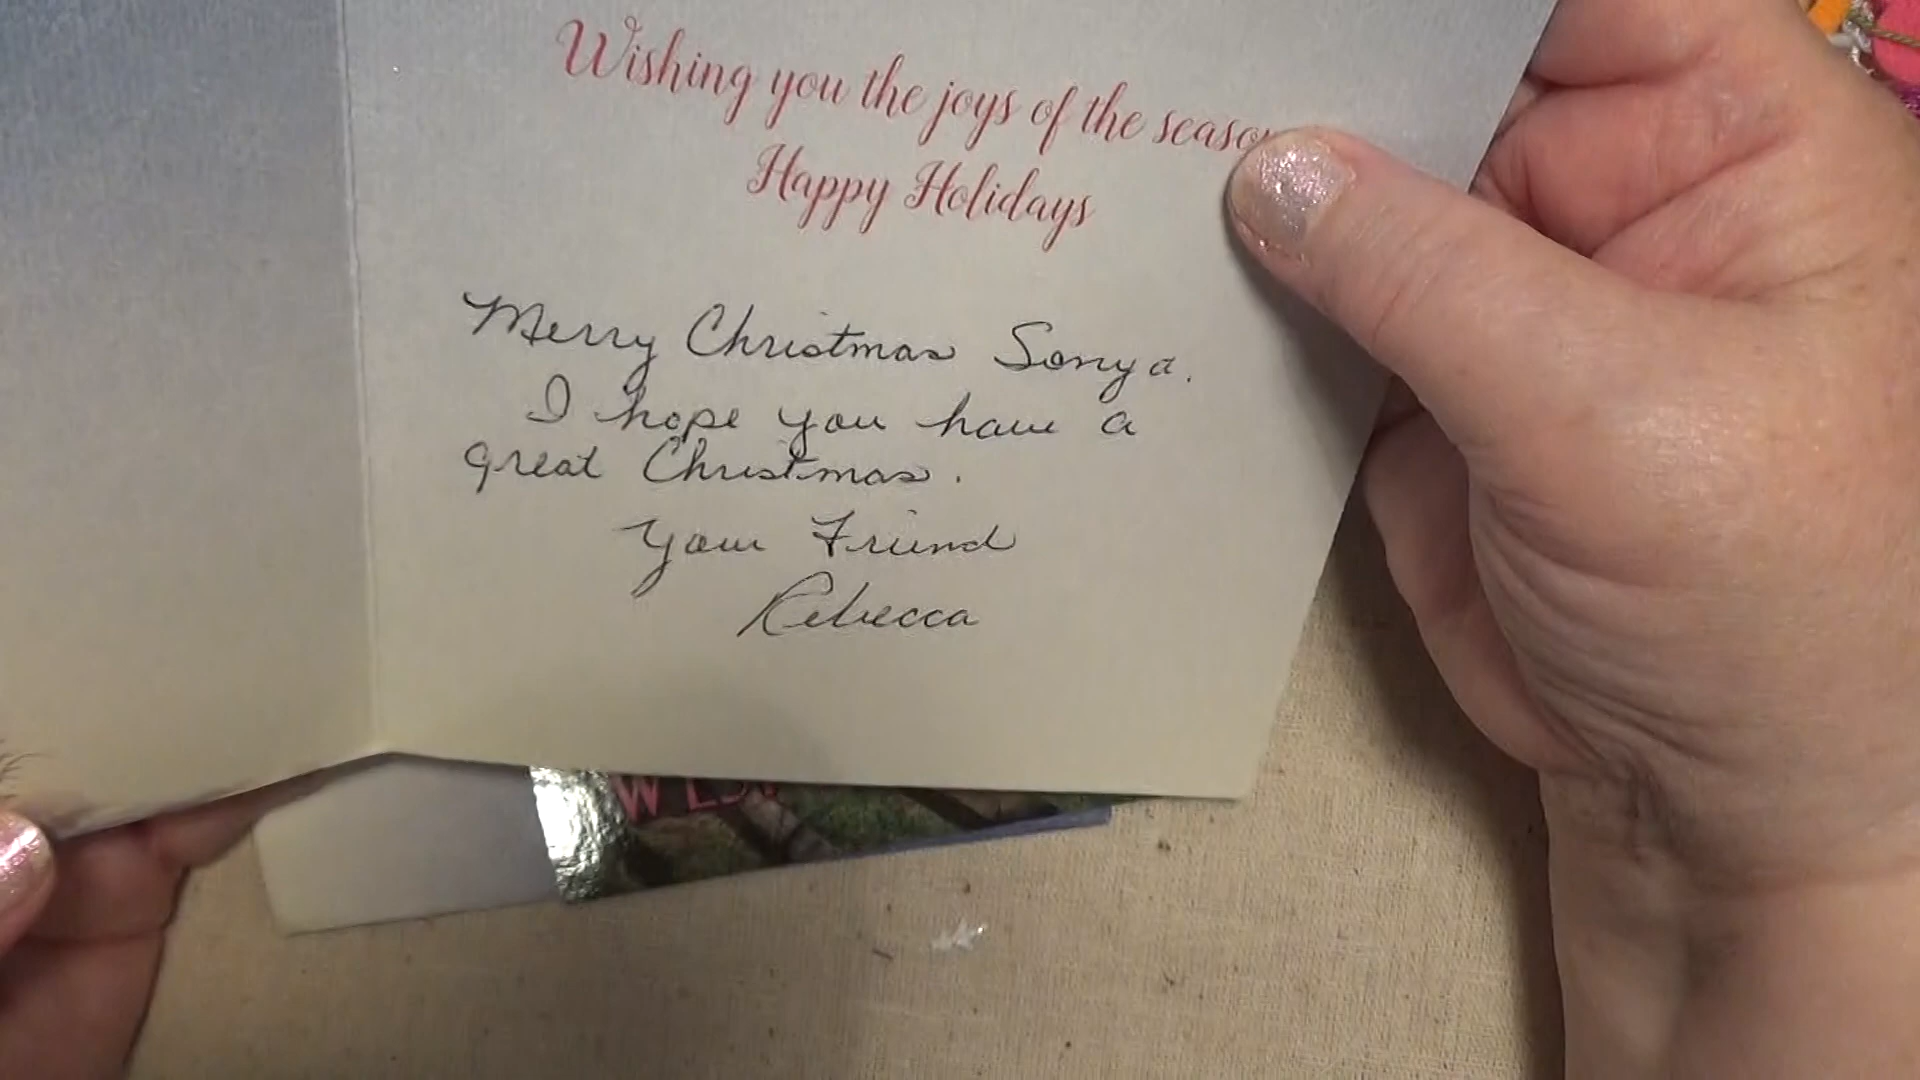 Wishing you the joys of the seaso
Happy Holidays
Merry Christmas Sonya.
I hope you have a
great Christmas.
Your Friend
Rebecca